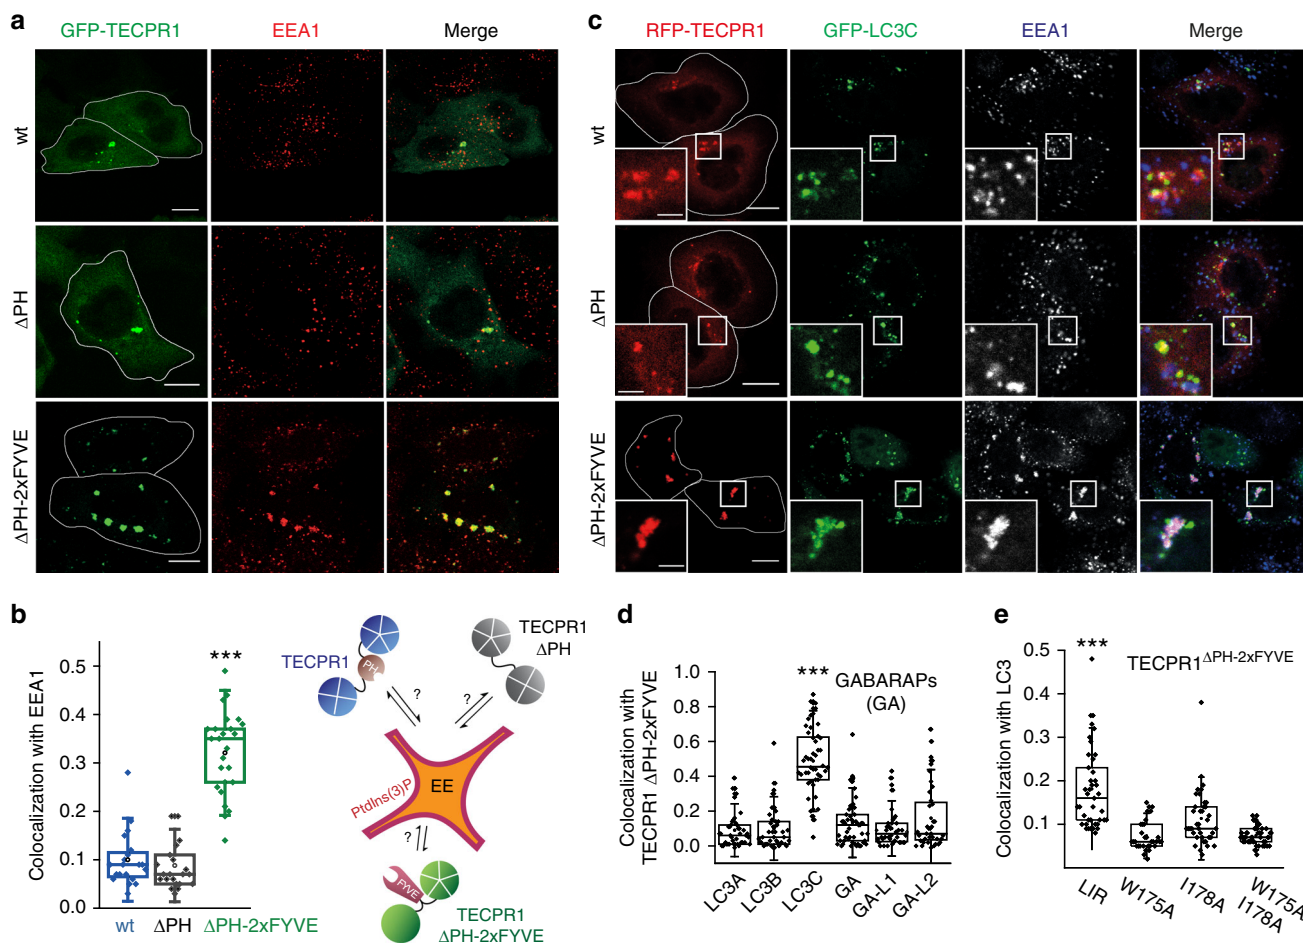 a
GFP-TECPR1
EEA1
Merge
wt
ΔPH
ΔPH-2xFYVE
c
RFP-TECPR1
GFP-LC3C
EEA1
Merge
wt
ΔPH
ΔPH-2xFYVE
b
Colocalization with EEA1
0.5
0.4
0.3
0.2
0.1
0.0
***
wt
ΔPH
ΔPH-2xFYVE
TECPR1
PH
TECPR1
ΔPH
?
?
PtdIns(3)P
EE
?
FYVE
TECPR1
ΔPH-2xFYVE
d
Colocalization with
TECPR1 ΔPH-2xFYVE
1.0
0.8
0.6
0.4
0.2
0.0
***
GABARAPs
(GA)
LC3A
LC3B
LC3C
GA
GA-L1
GA-L2
e
Colocalization with LC3
0.5
0.4
0.3
0.2
0.1
***
TECPR1ΔPH-2xFYVE
LIR
W175A
I178A
W175A
I178A